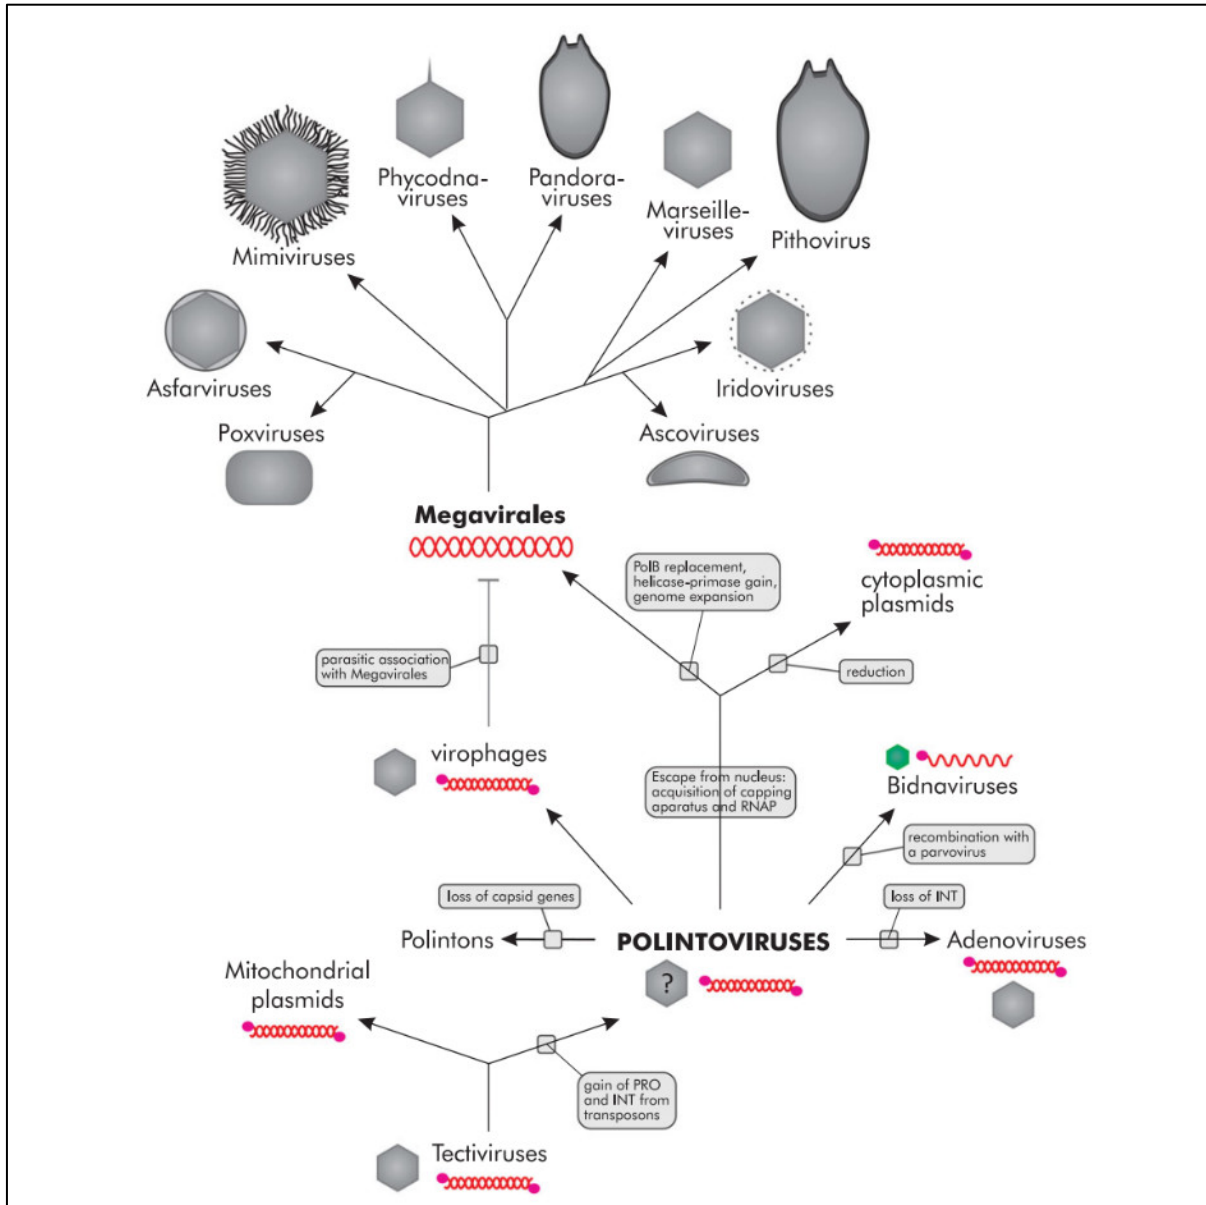 Phycodna-
viruses
Pandora-
viruses
Marseille-
viruses
Pithovirus
Mimiviruses
Asfarviruses
Iridoviruses
Poxviruses
Ascoviruses
Megavirales
PolB replacement,
helicase-primase gain,
genome expansion
cytoplasmic
plasmids
parasitic association
with Megavirales
reduction
virophages
Escape from nucleus:
acquisition of capping
aparatus and RNAP
Bidnaviruses
recombination with
a parvovirus
loss of capsid genes
loss of INT
Polintons
POLINTOVIRUSES
Adenoviruses
?
Mitochondrial
plasmids
gain of PRO
and INT from
transposons
Tectiviruses